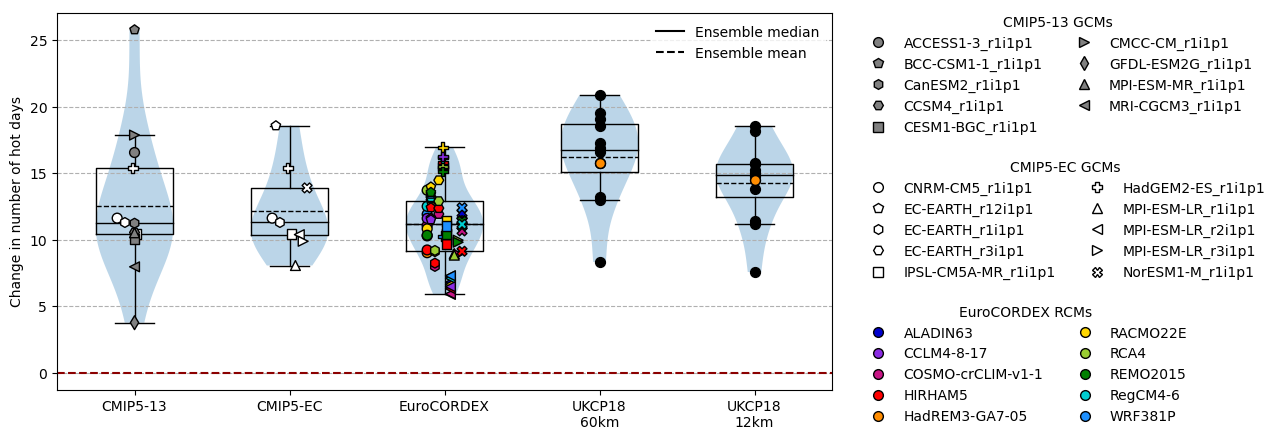 Change in number of hot days
25
20
15
10
5
0
Ensemble median
Ensemble mean
CMIP5-13
CMIP5-EC
EuroCORDEX
UKCP18
60km
UKCP18
12km
CMIP5-13 GCMs
ACCESS1-3_r1i1p1
BCC-CSM1-1_r1i1p1
CanESM2_r1i1p1
CCSM4_r1i1p1
CESM1-BGC_r1i1p1
CMCC-CM_r1i1p1
GFDL-ESM2G_r1i1p1
MPI-ESM-MR_r1i1p1
MRI-CGCM3_r1i1p1
CMIP5-EC GCMs
CNRM-CM5_r1i1p1
EC-EARTH_r12i1p1
EC-EARTH_r1i1p1
EC-EARTH_r3i1p1
IPSL-CM5A-MR_r1i1p1
HadGEM2-ES_r1i1p1
MPI-ESM-LR_r1i1p1
MPI-ESM-LR_r2i1p1
MPI-ESM-LR_r3i1p1
NorESM1-M_r1i1p1
EuroCORDEX RCMs
ALADIN63
CCLM4-8-17
COSMO-crCLIM-v1-1
HIRHAM5
HadREM3-GA7-05
RACMO22E
RCA4
REMO2015
RegCM4-6
WRF381P